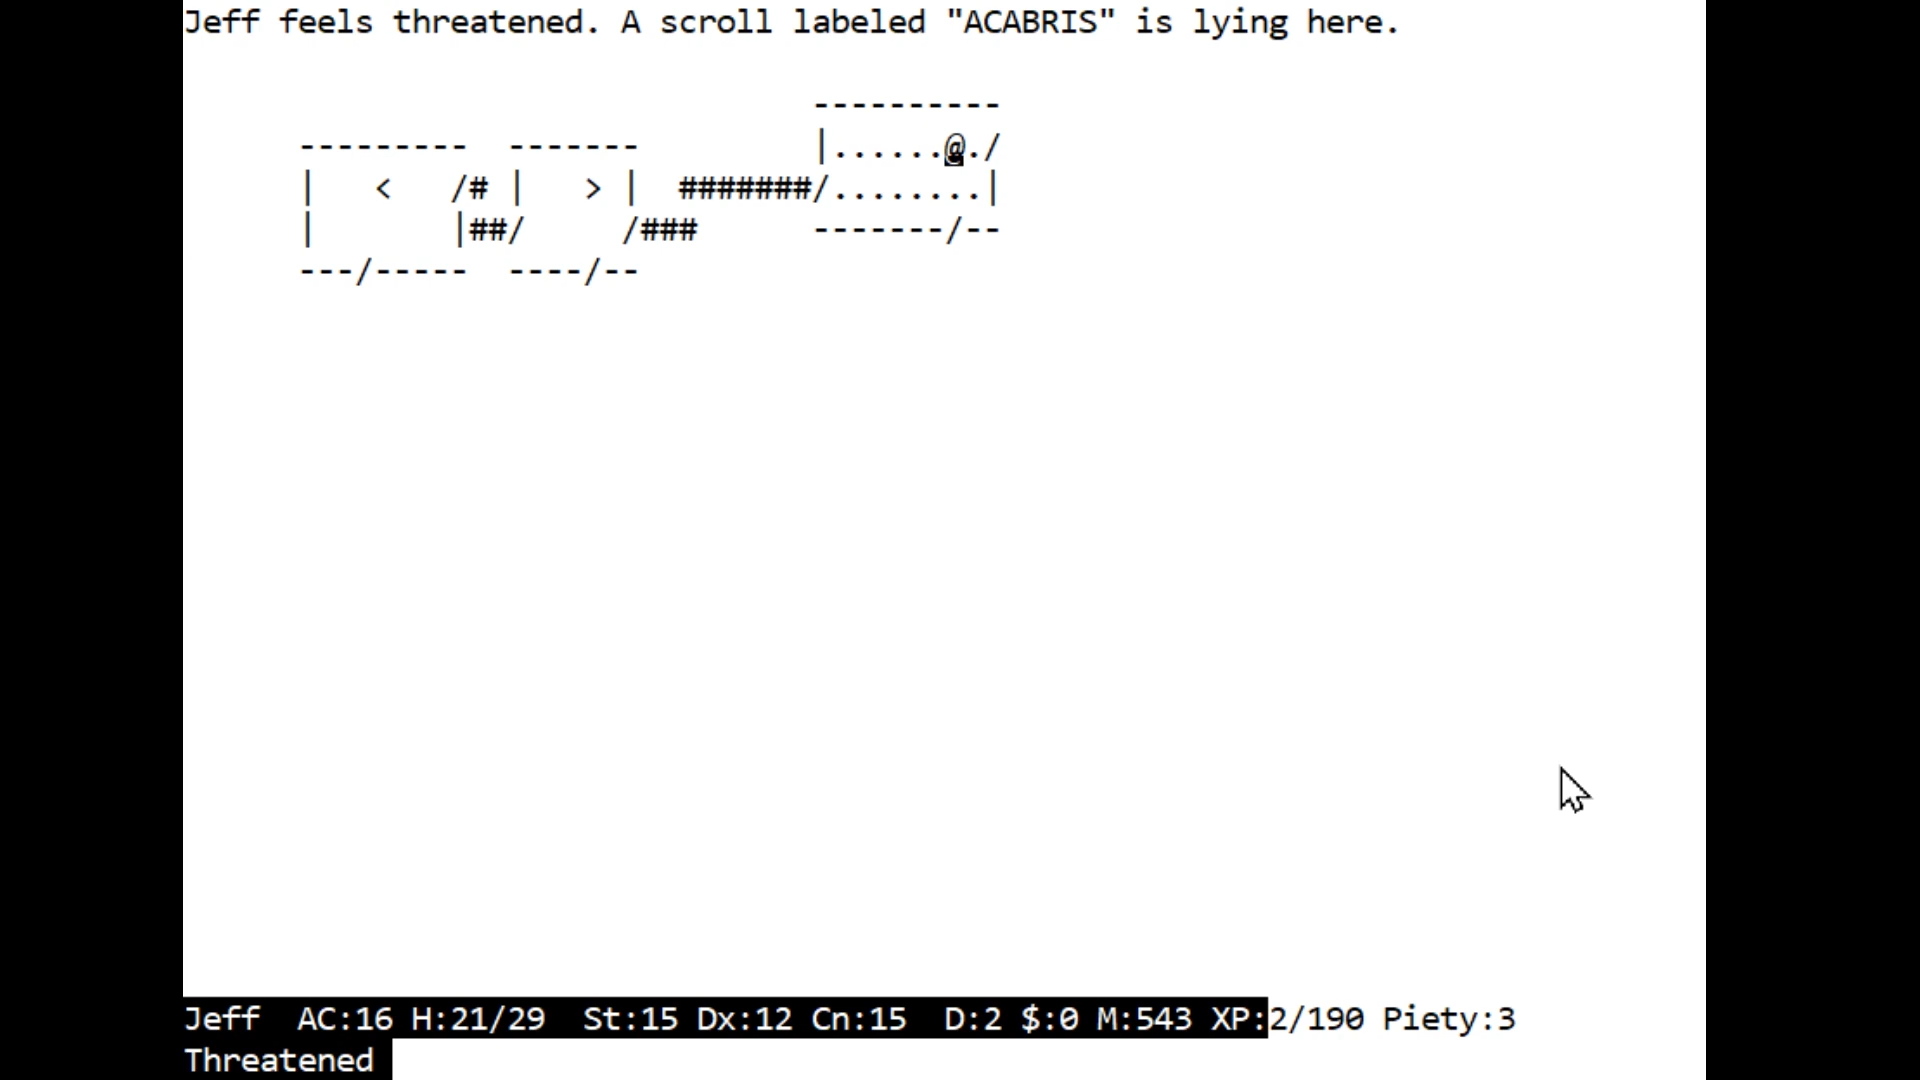 Jeff feels threatened. A scroll labeled "ACABRIS" is lying here.
                                  ----------
      ---------  -------          |......@./
      |   <   /# |   > |  #######/........|
      |       |##/     /###      -------/--
      ---/-----  ----/--
Jeff  AC:16 H:21/29  St:15 Dx:12 Cn:15  D:2 $:0 M:543 XP:2/190 Piety:3
Threatened